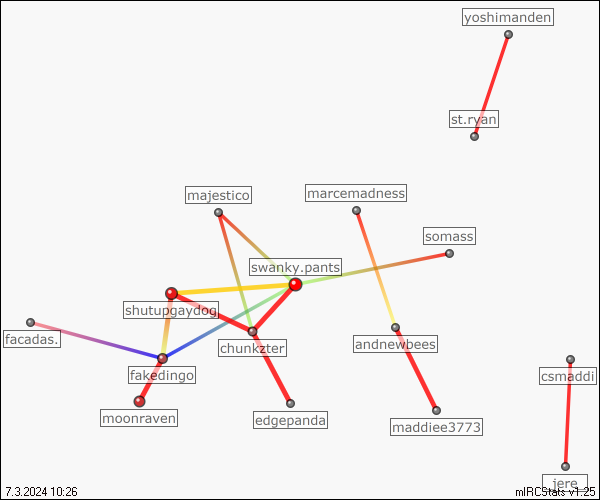 yoshimanden
st.ryan
majestico
marcemadness
somass
swanky.pants
shutupgaydog
facadas.
chunkzter
andnewbees
fakedingo
csmaddi
moonraven
edgepanda
maddiee3773
jere
7.3.2024 10:26
mIRCStats v1.25